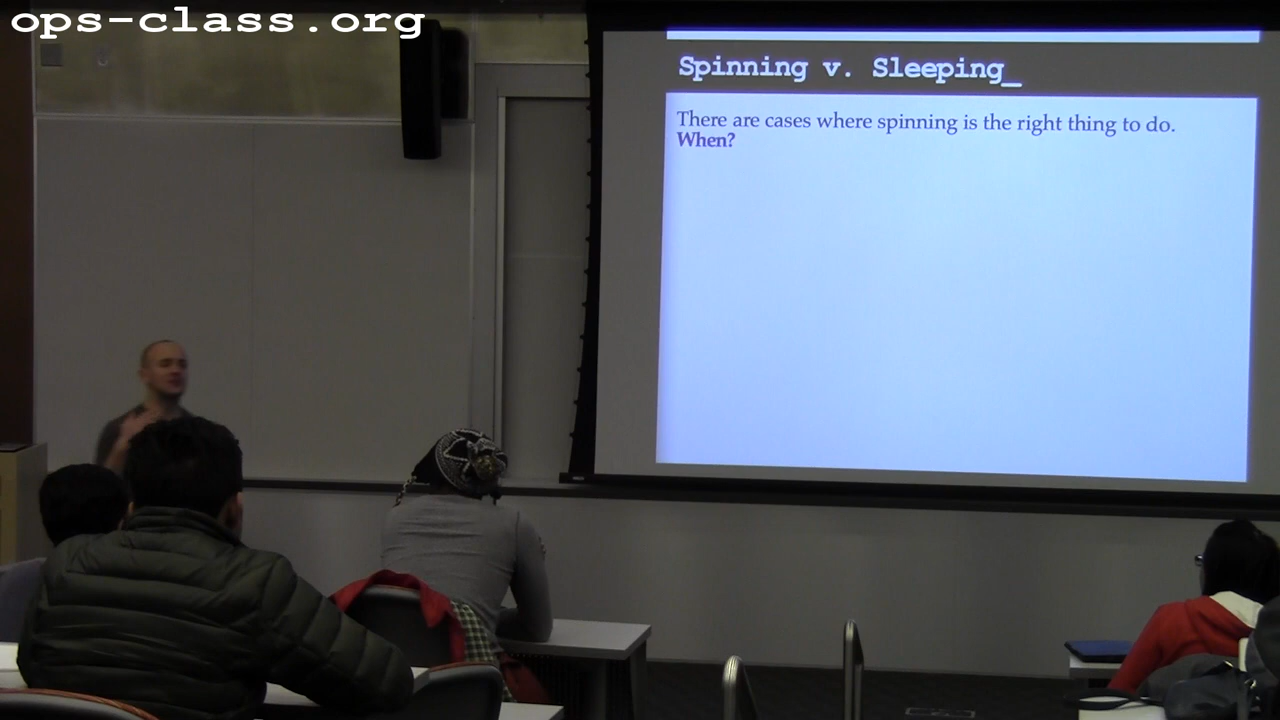 ops-class.org
Spinning v. Sleeping_
There are cases where spinning is the right thing to do.
When?